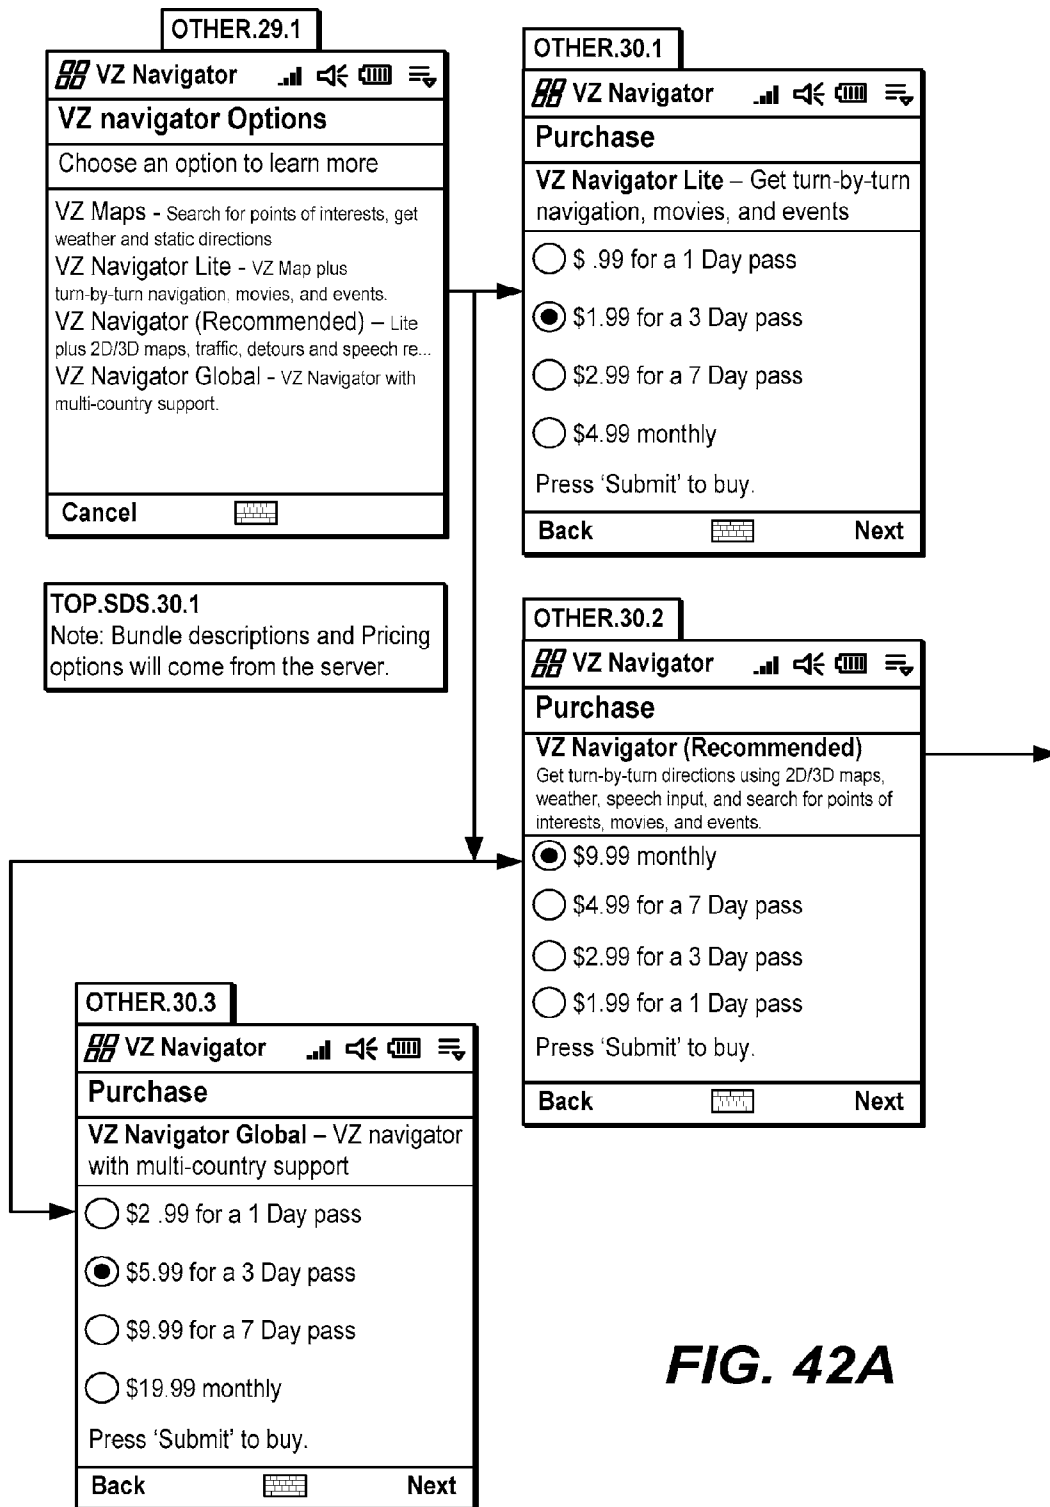 OTHER.29.1
VZ Navigator
VZ navigator Options
Choose an option to learn more
VZ Maps - Search for points of interests, get
weather and static directions
VZ Navigator Lite - VZ Map plus
turn-by-turn navigation, movies, and events.
VZ Navigator (Recommended) – Lite
plus 2D/3D maps, traffic, detours and speech re...
VZ Navigator Global - VZ Navigator with
multi-country support.
Cancel
TOP.SDS.30.1
Note: Bundle descriptions and Pricing
options will come from the server.
OTHER.30.1
VZ Navigator
Purchase
VZ Navigator Lite – Get turn-by-turn
navigation, movies, and events
$ .99 for a 1 Day pass
$1.99 for a 3 Day pass
$2.99 for a 7 Day pass
$4.99 monthly
Press ‘Submit’ to buy.
Back Next
OTHER.30.2
VZ Navigator
Purchase
VZ Navigator (Recommended)
Get turn-by-turn directions using 2D/3D maps,
weather, speech input, and search for points of
interests, movies, and events.
$9.99 monthly
$4.99 for a 7 Day pass
$2.99 for a 3 Day pass
$1.99 for a 1 Day pass
Press ‘Submit’ to buy.
Back Next
OTHER.30.3
VZ Navigator
Purchase
VZ Navigator Global – VZ navigator
with multi-country support
$2 .99 for a 1 Day pass
$5.99 for a 3 Day pass
$9.99 for a 7 Day pass
$19.99 monthly
Press ‘Submit’ to buy.
Back Next
FIG. 42A